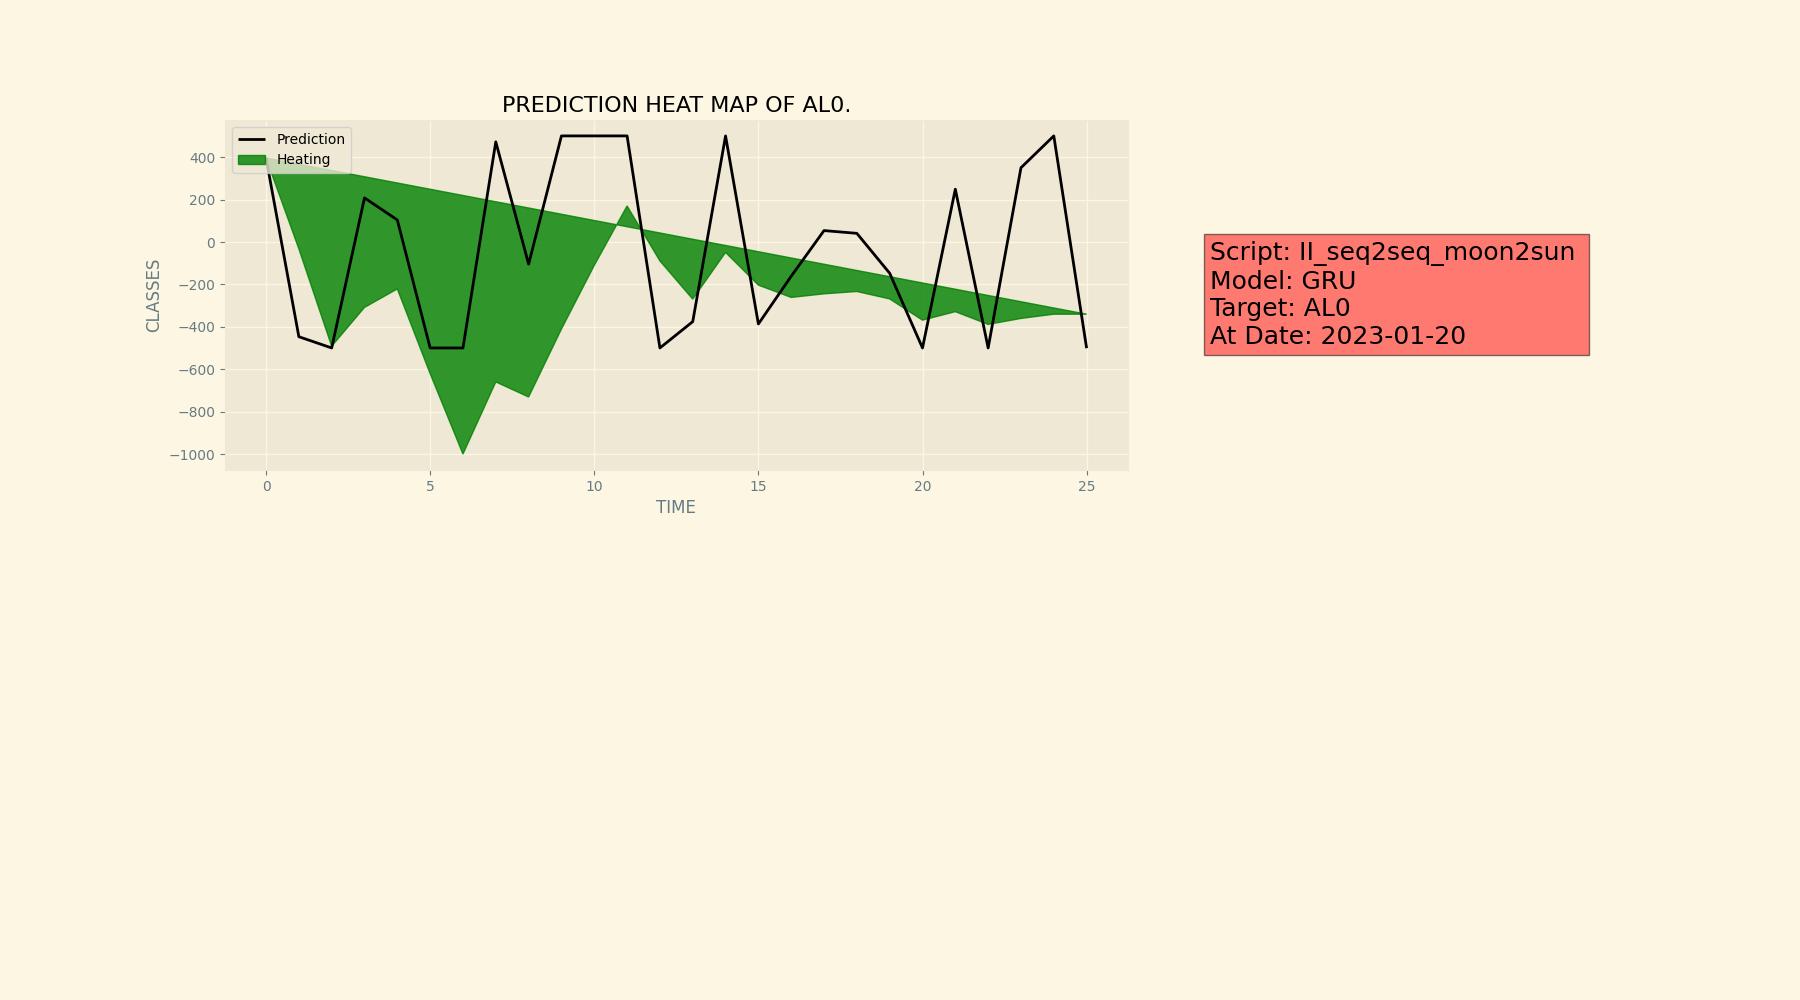 PREDICTION HEAT MAP OF AL0.
Prediction
Heating
400
200
0
−200
−400
−600
−800
−1000
CLASSES
0 5 10 15 20 25
TIME
Script: II_seq2seq_moon2sun
Model: GRU
Target: AL0
At Date: 2023-01-20